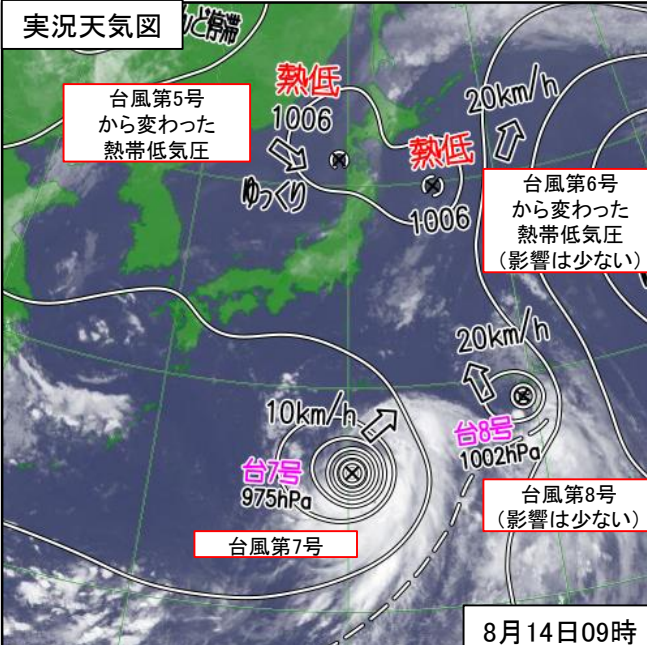 実況天気図
ど停滞
熱低
1006
ゆっくり
台風第5号
から変わった
熱帯低気圧
20km/h
熱低
1006
台風第6号
から変わった
熱帯低気圧
(影響は少ない)
20km/h
台8号
1002hPa
10km/h
台7号
975hPa
台風第7号
台風第8号
(影響は少ない)
8月14日09時